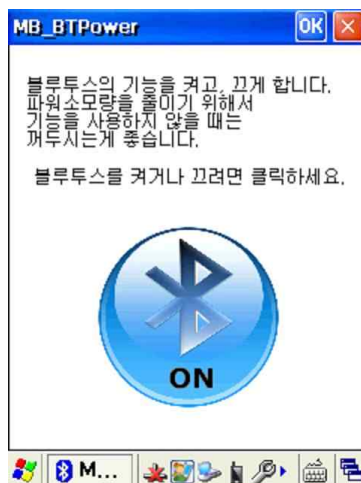 MB_BTPower OK
블루투스의 기능을 켜고, 끄게 합니다.
파워소모량을 줄이기 위해서
기능을 사용하지 않을 때는
꺼두시는게 좋습니다.
블루투스를 켜거나 끄려면 클릭하세요.
ON
M...